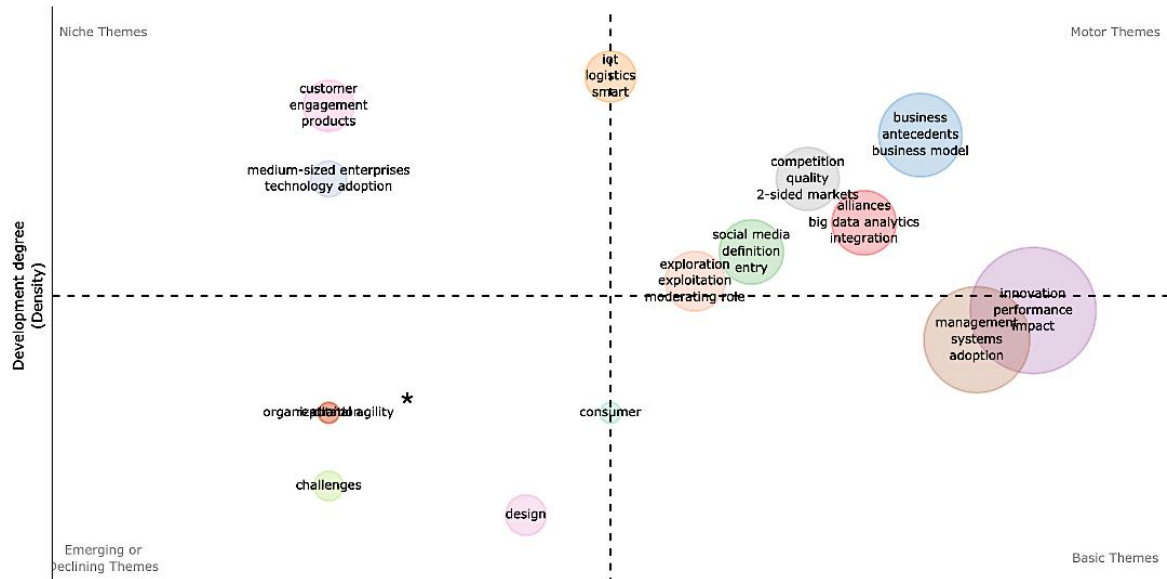 Niche Themes
Motor Themes
iot
logistics
smart
customer
engagement
products
business
antecedents
business model
medium-sized enterprises
technology adoption
competition
quality
2-sided markets
alliances
big data analytics
integration
social media
definition
entry
exploration
exploitation
moderating role
Development degree
(Density)
innovation
performance
impact
management
systems
adoption
agility
*
consumer
challenges
design
Emerging or
Declining Themes
Basic Themes